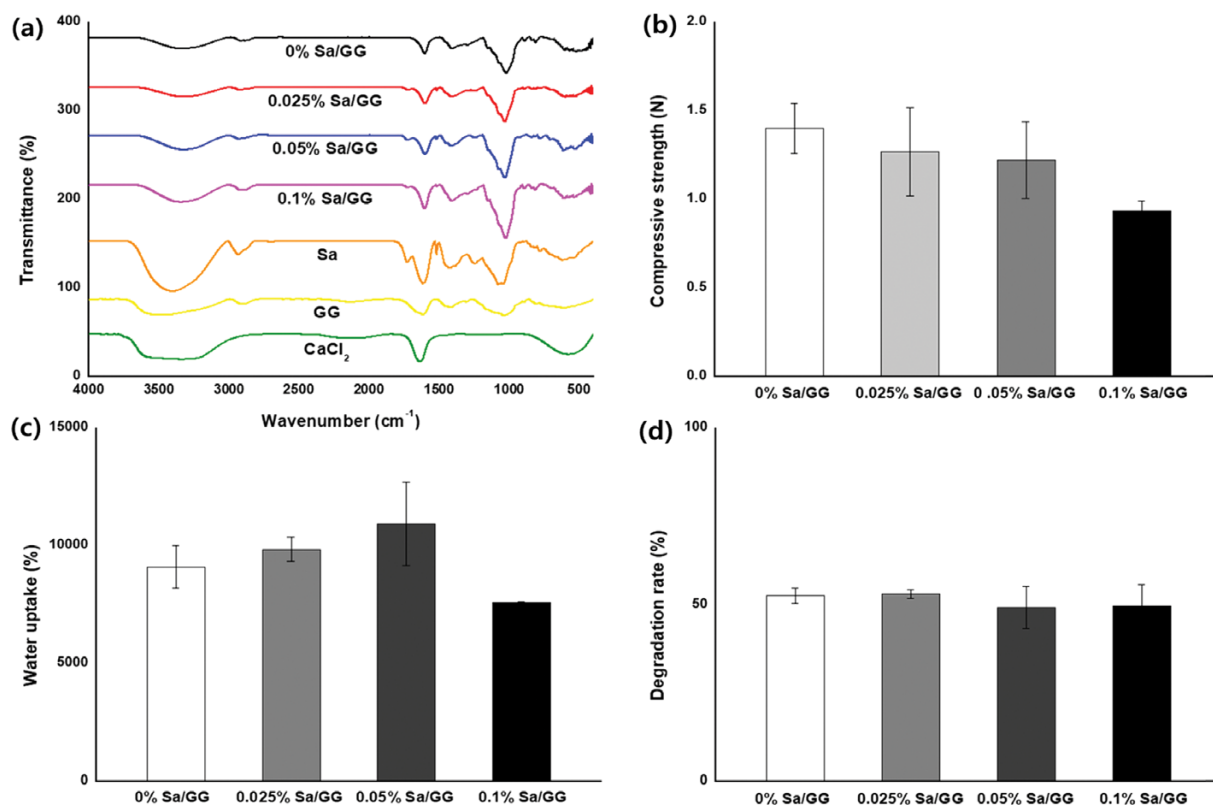 (a)
400
300
200
100
0
Transmittance (%)
0% Sa/GG
0.025% Sa/GG
0.05% Sa/GG
0.1% Sa/GG
Sa
GG
CaCl2
4000 3500 3000 2500 2000 1500 1000 500
Wavenumber (cm-1)
(b)
2.0
1.5
1.0
0.5
0.0
Compressive strength (N)
0% Sa/GG 0.025% Sa/GG 0 .05% Sa/GG 0.1% Sa/GG
(c)
15000
10000
5000
0
Water uptake (%)
0% Sa/GG 0.025% Sa/GG 0.05% Sa/GG 0.1% Sa/GG
(d)
100
50
0
Degradation rate (%)
0% Sa/GG 0.025% Sa/GG 0.05% Sa/GG 0.1% Sa/GG